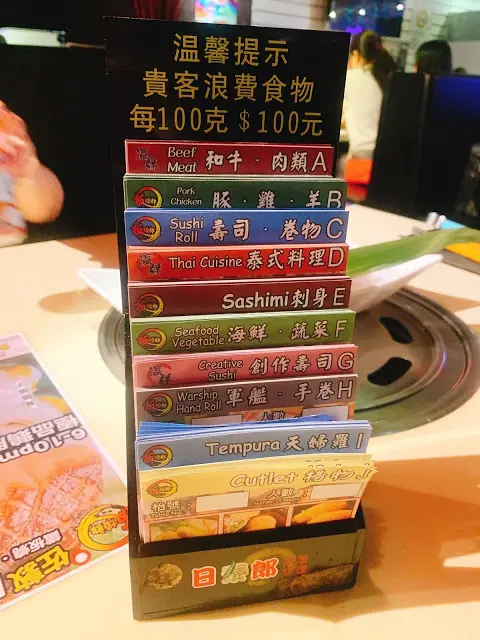 温馨提示
貴客浪費食物
每100克 $100元
Beef Meat 和牛．肉類 A
Pork Chicken 豚．雞．羊 B
Sushi Roll 壽司．卷物 C
Thai Cuisine 泰式料理 D
Sashimi 刺身 E
Seafood Vegetable 海鮮．蔬菜 F
Creative Sushi 創作壽司 G
Warship Hand Roll 軍艦．手卷 H
人數
Tempura 天婦羅 I
Cutlet 揚物 J
枱號：
人數：
6-10pm